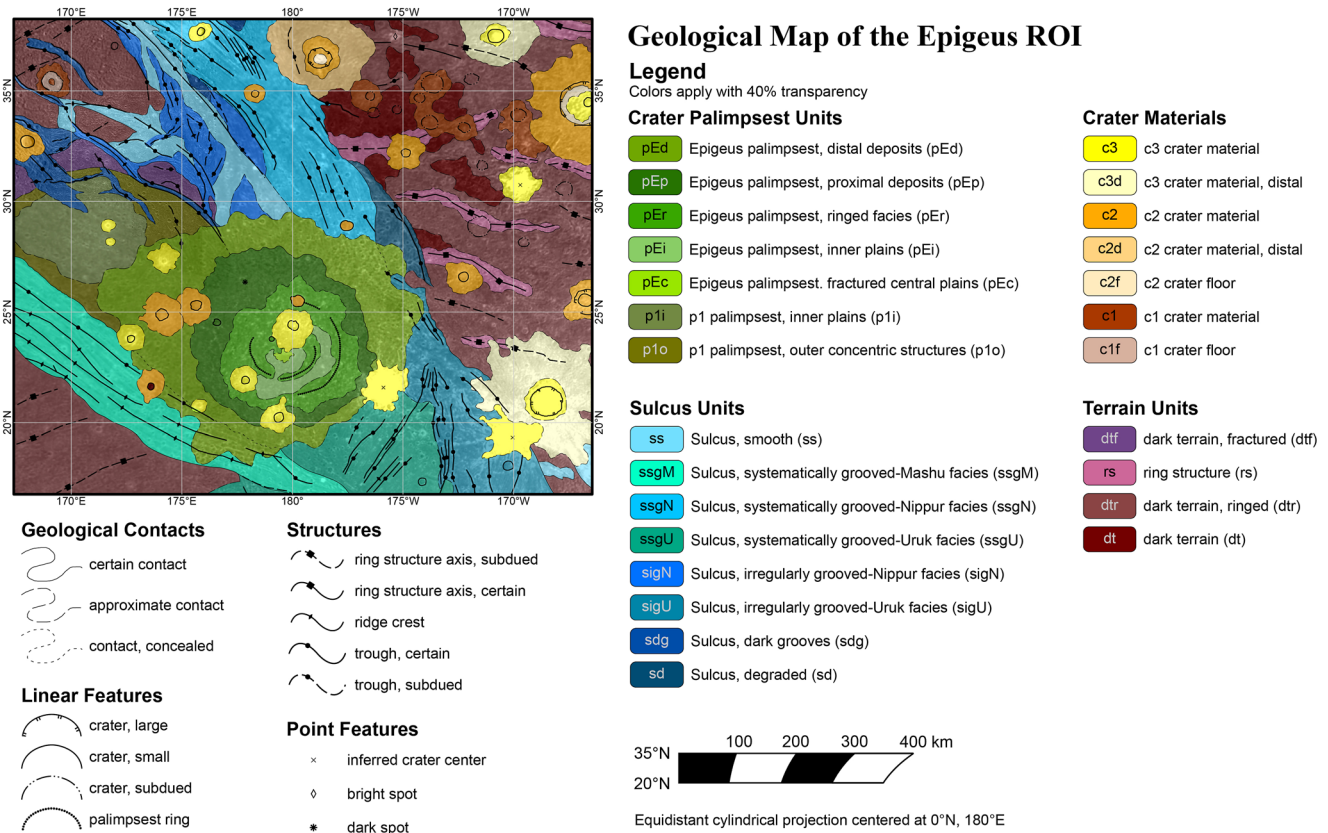 170°E 175°E 180° 175°W 170°W
35°N 35°N
30°N 30°N
25°N 25°N
20°N 20°N
170°E 175°E 180° 175°W 170°W
Geological Map of the Epigeus ROI
Legend
Colors apply with 40% transparency
Crater Palimpsest Units
pEd Epigeus palimpsest, distal deposits (pEd)
pEp Epigeus palimpsest, proximal deposits (pEp)
pEr Epigeus palimpsest, ringed facies (pEr)
pEi Epigeus palimpsest, inner plains (pEi)
pEc Epigeus palimpsest. fractured central plains (pEc)
p1i p1 palimpsest, inner plains (p1i)
p1o p1 palimpsest, outer concentric structures (p1o)
Crater Materials
c3 c3 crater material
c3d c3 crater material, distal
c2 c2 crater material
c2d c2 crater material, distal
c2f c2 crater floor
c1 c1 crater material
c1f c1 crater floor
Sulcus Units
ss Sulcus, smooth (ss)
ssgM Sulcus, systematically grooved-Mashu facies (ssgM)
ssgN Sulcus, systematically grooved-Nippur facies (ssgN)
ssgU Sulcus, systematically grooved-Uruk facies (ssgU)
sigN Sulcus, irregularly grooved-Nippur facies (sigN)
sigU Sulcus, irregularly grooved-Uruk facies (sigU)
sdg Sulcus, dark grooves (sdg)
sd Sulcus, degraded (sd)
Terrain Units
dtf dark terrain, fractured (dtf)
rs ring structure (rs)
dtr dark terrain, ringed (dtr)
dt dark terrain (dt)
Geological Contacts
certain contact
approximate contact
contact, concealed
Linear Features
crater, large
crater, small
crater, subdued
palimpsest ring
Structures
ring structure axis, subdued
ring structure axis, certain
ridge crest
trough, certain
trough, subdued
Point Features
inferred crater center
bright spot
dark spot
100 200 300 400 km
35°N
20°N
Equidistant cylindrical projection centered at 0°N, 180°E